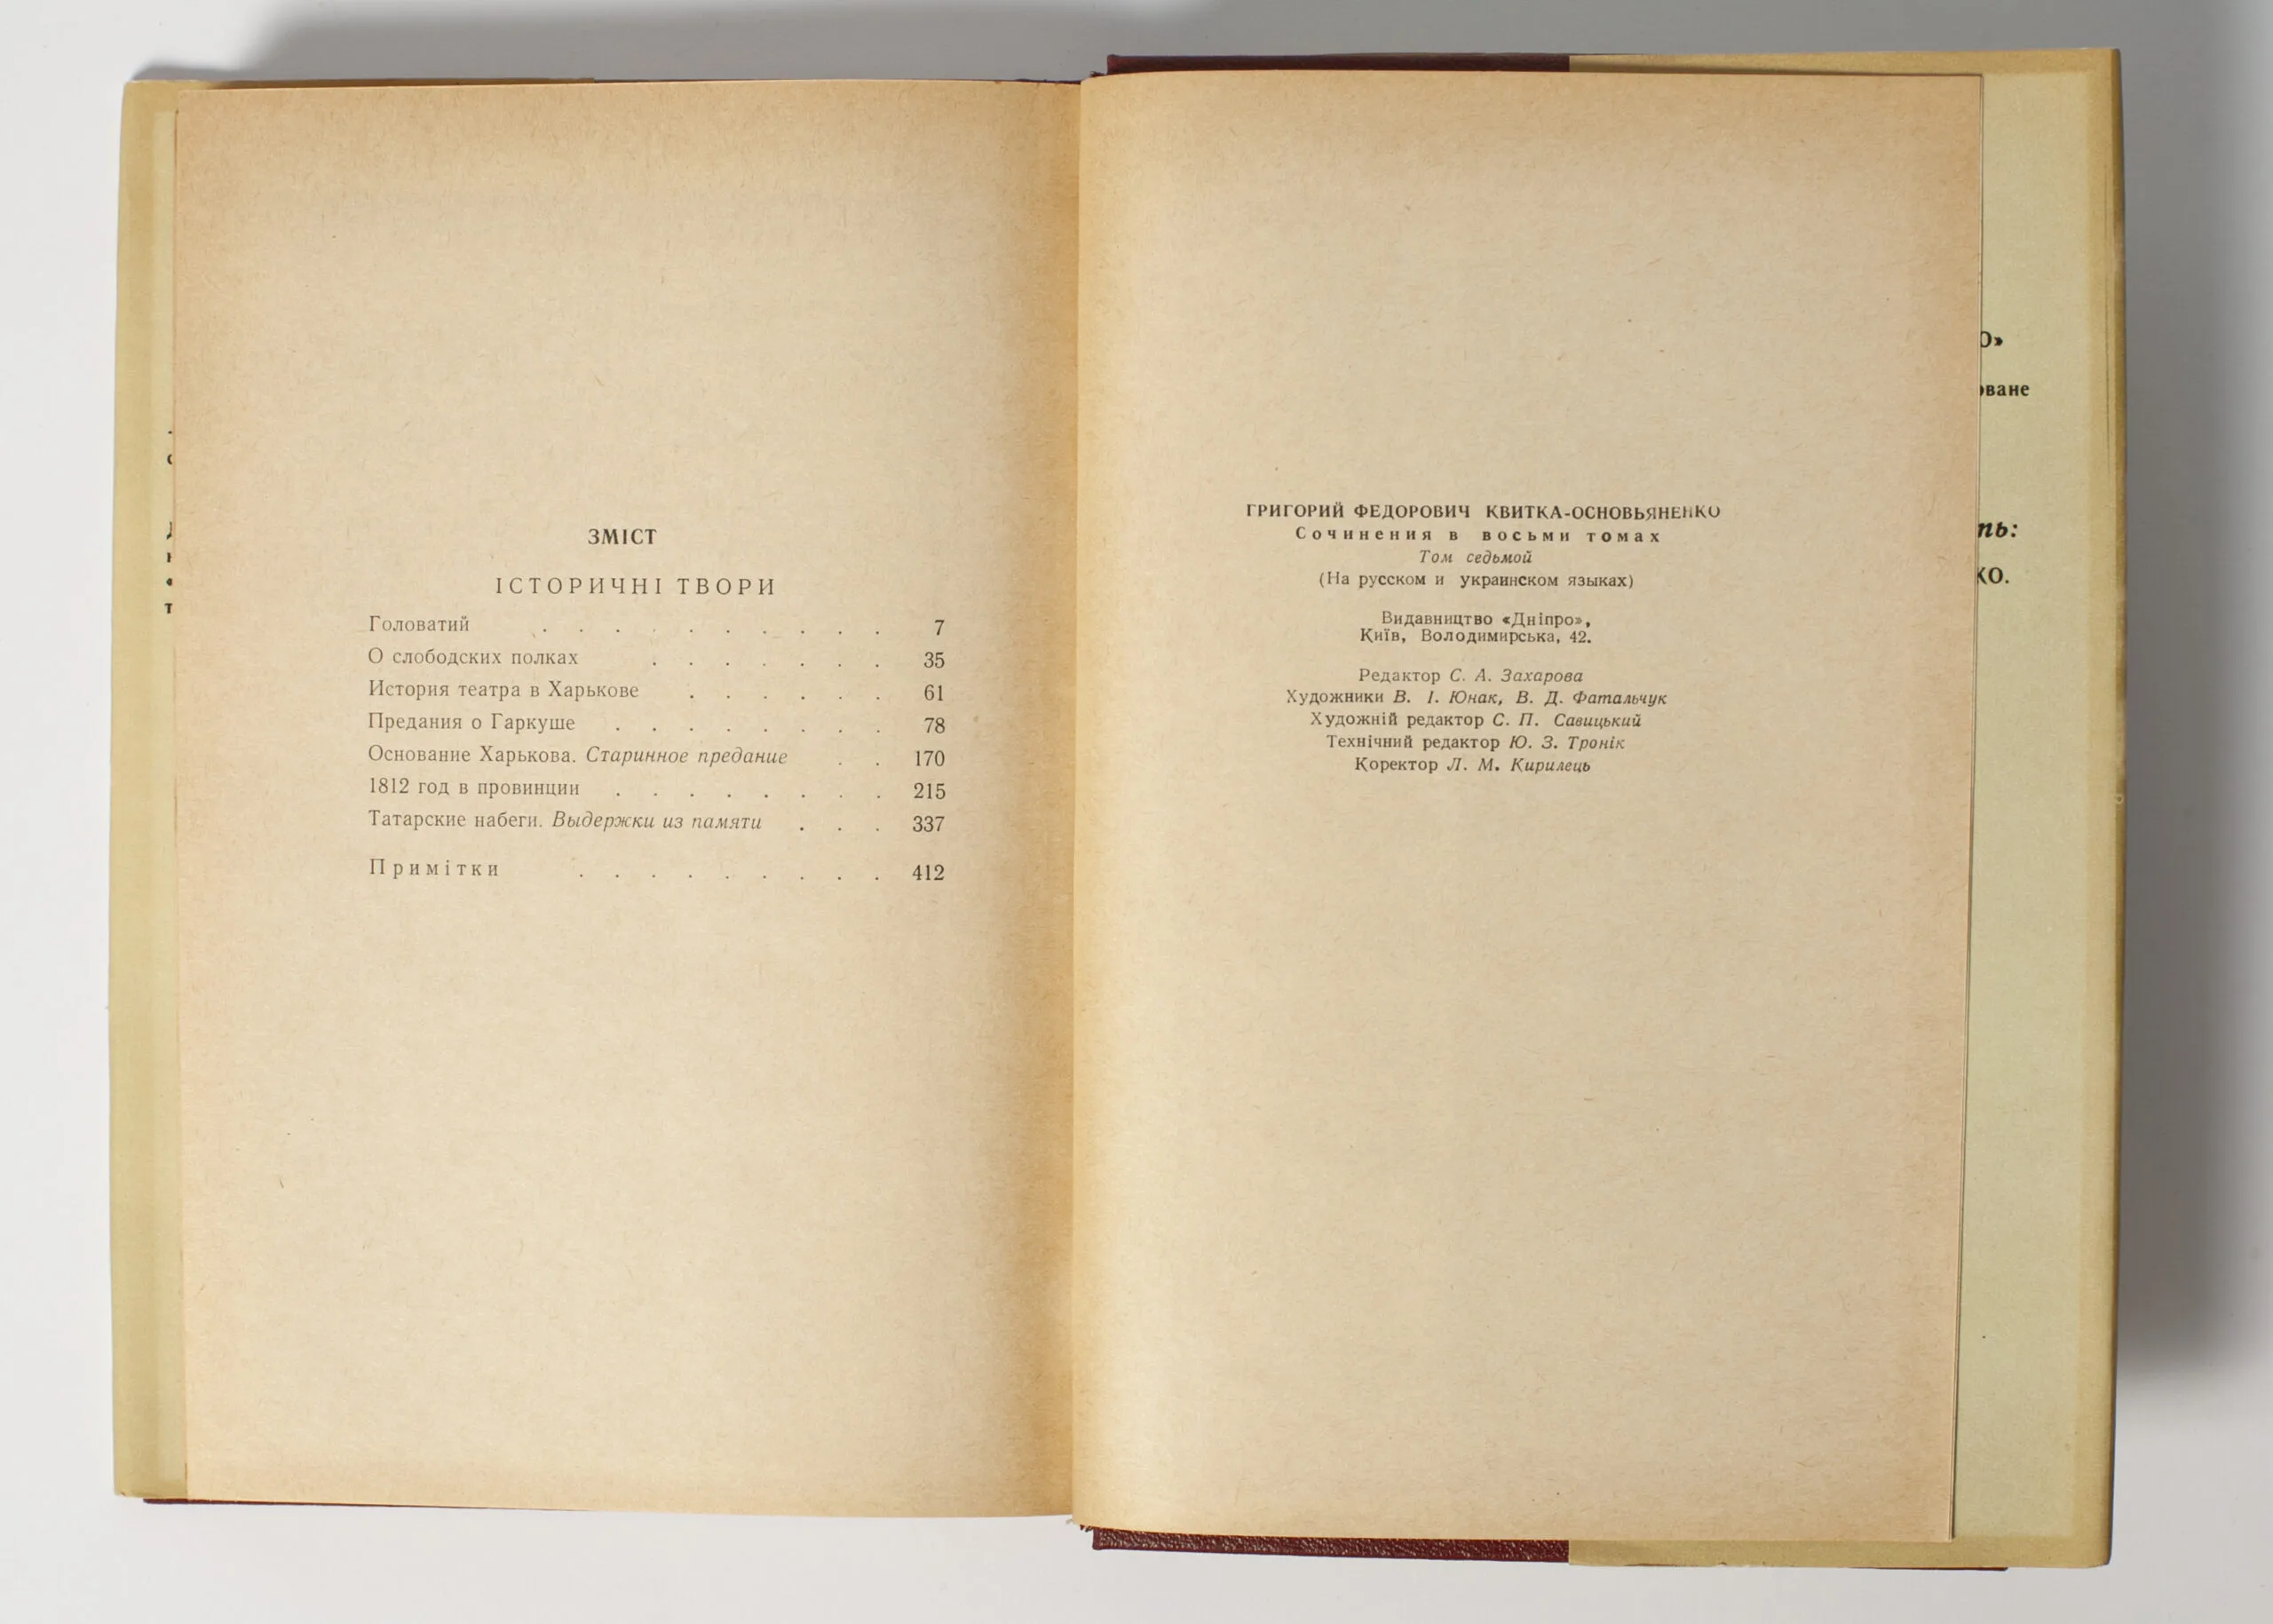 ЗМІСТ
ІСТОРИЧНІ ТВОРИ
Головатий . . . . . . . . . . 7
О слободских полках . . . . . . . 35
История театра в Харькове . . . . . . 61
Предания о Гаркуше . . . . . . . . 78
Основание Харькова. Старинное предание . . 170
1812 год в провинции . . . . . . . . 215
Татарские набеги. Выдержки из памяти . . . 337
Примітки . . . . . . . . . 412
ГРИГОРИЙ ФЕДОРОВИЧ КВИТКА-ОСНОВЬЯНЕНКО
Сочинения в восьми томах
Том седьмой
(На русском и украинском языках)
Видавництво «Дніпро»,
Київ, Володимирська, 42.
Редактор С. А. Захарова
Художники В. І. Юнак, В. Д. Фатальчук
Художній редактор С. П. Савицький
Технічний редактор Ю. З. Тронік
Коректор Л. М. Кирилець